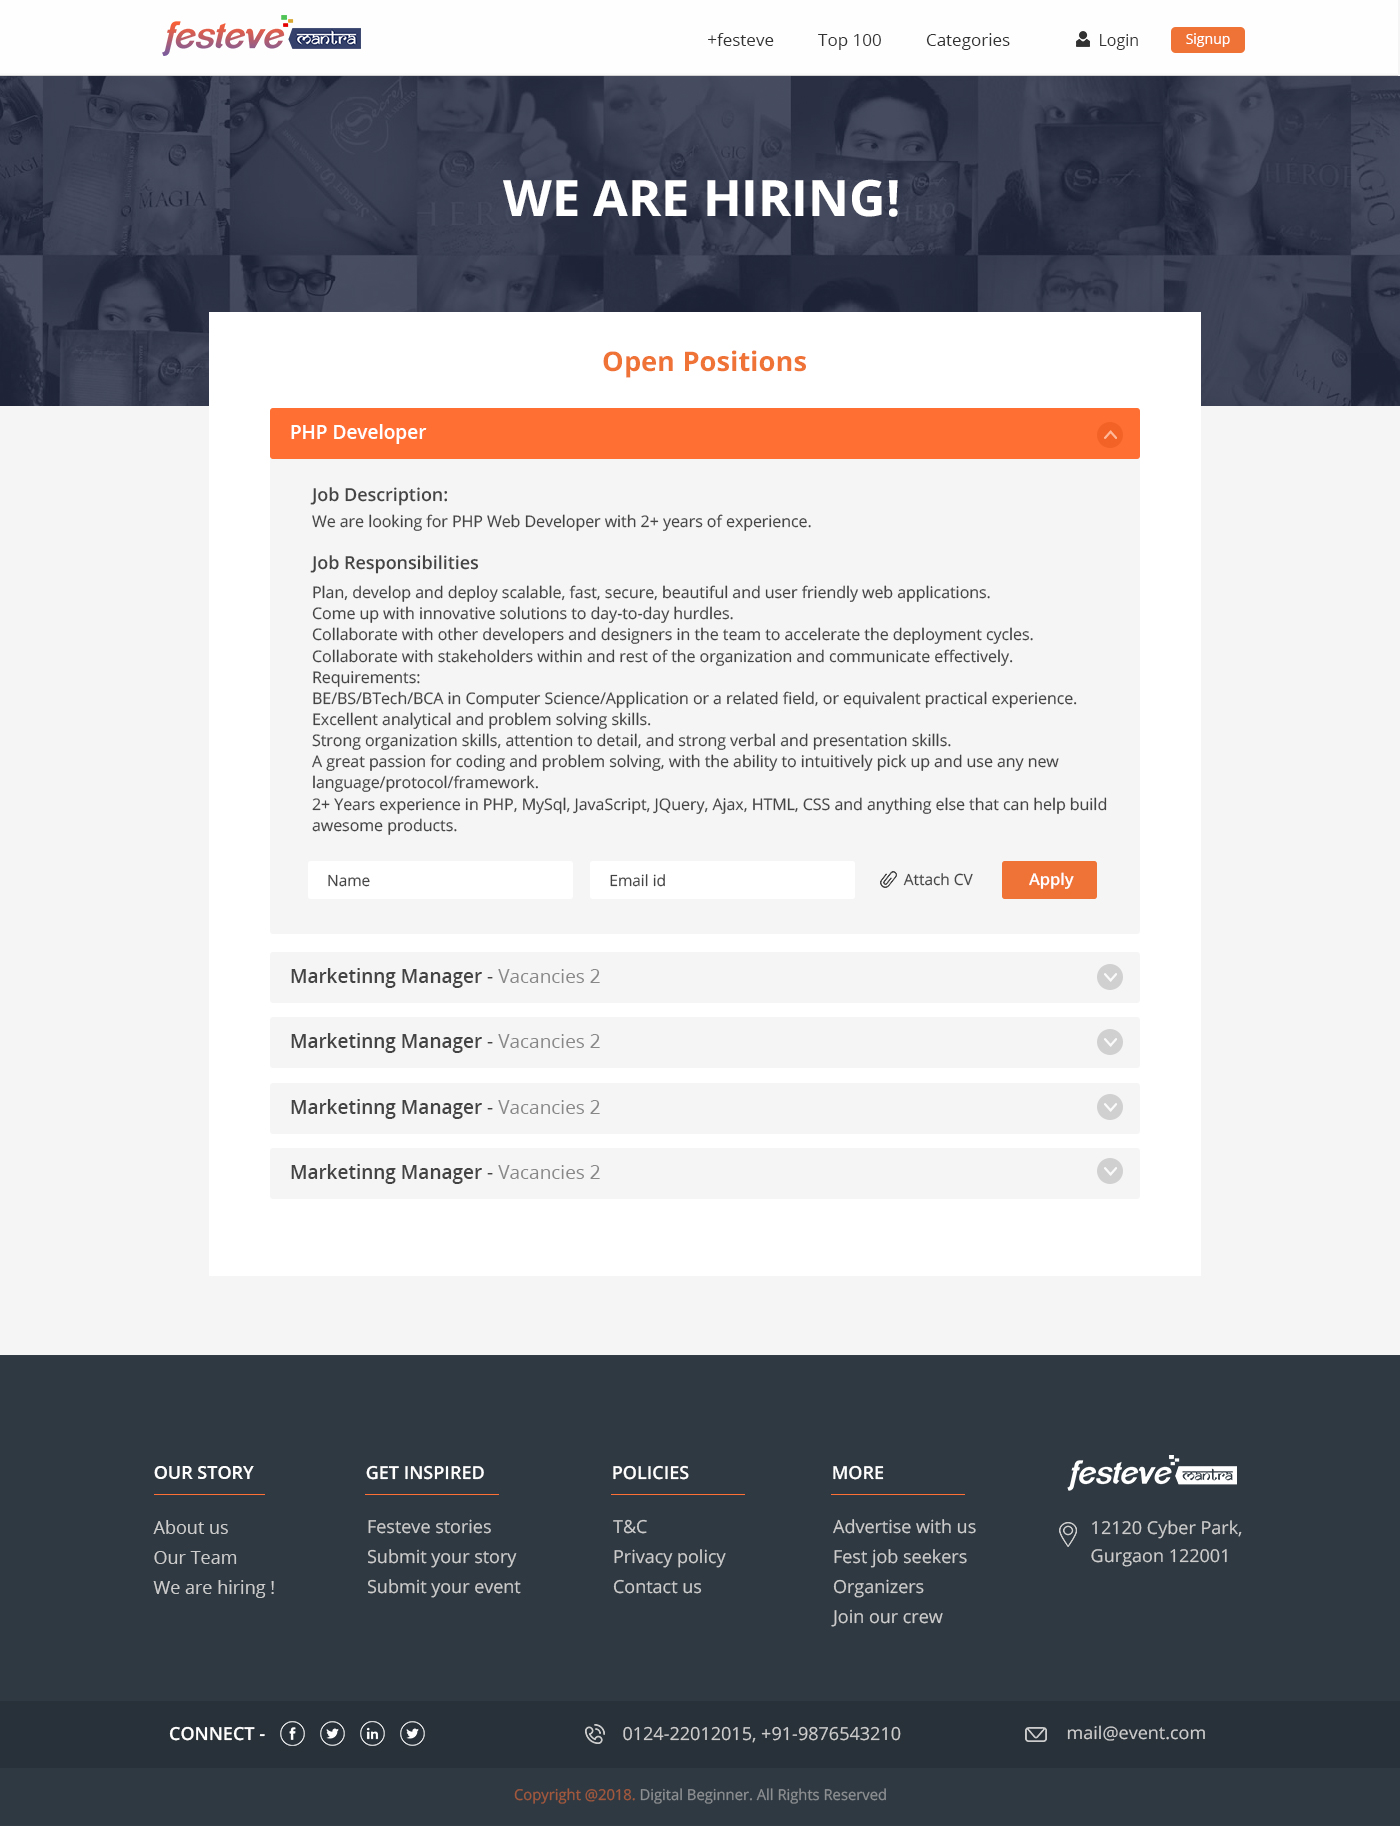 festeve mantra
+festeve
Top 100
Categories
Login
Signup
MAGIA
HERO
HERO
MAGIC
WE ARE HIRING!
Open Positions
PHP Developer
Job Description:
We are looking for PHP Web Developer with 2+ years of experience.
Job Responsibilities
Plan, develop and deploy scalable, fast, secure, beautiful and user friendly web applications.
Come up with innovative solutions to day-to-day hurdles.
Collaborate with other developers and designers in the team to accelerate the deployment cycles.
Collaborate with stakeholders within and rest of the organization and communicate effectively.
Requirements:
BE/BS/BTech/BCA in Computer Science/Application or a related field, or equivalent practical experience.
Excellent analytical and problem solving skills.
Strong organization skills, attention to detail, and strong verbal and presentation skills.
A great passion for coding and problem solving, with the ability to intuitively pick up and use any new
language/protocol/framework.
2+ Years experience in PHP, MySql, JavaScript, JQuery, Ajax, HTML, CSS and anything else that can help build
awesome products.
Name
Email id
Attach CV
Apply
Marketinng Manager - Vacancies 2
Marketinng Manager - Vacancies 2
Marketinng Manager - Vacancies 2
Marketinng Manager - Vacancies 2
OUR STORY
About us
Our Team
We are hiring !
GET INSPIRED
Festeve stories
Submit your story
Submit your event
POLICIES
T&C
Privacy policy
Contact us
MORE
Advertise with us
Fest job seekers
Organizers
Join our crew
festeve mantra
12120 Cyber Park,
Gurgaon 122001
CONNECT -
0124-22012015, +91-9876543210
mail@event.com
Copyright @2018. Digital Beginner. All Rights Reserved